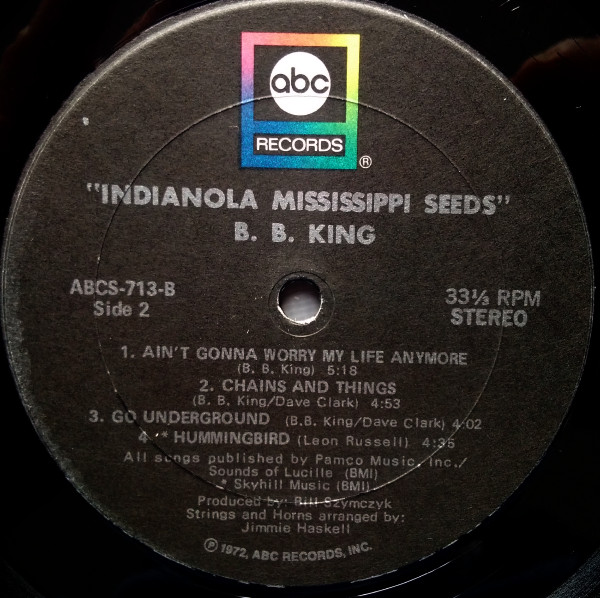 abc
RECORDS
®
"INDIANOLA MISSISSIPPI SEEDS"
B. B. KING
ABCS-713-B
Side 2
33⅓ RPM
STEREO
1. AIN'T GONNA WORRY MY LIFE ANYMORE
(B. B. King) 5:18
2. CHAINS AND THINGS
(B. B. King/Dave Clark) 4:53
3. GO UNDERGROUND (B.B. King/Dave Clark) 4:02
4. * HUMMINGBIRD (Leon Russell) 4:35
All songs published by Pamco Music, Inc./
Sounds of Lucille (BMI)
* Skyhill Music (BMI)
Produced by: Bill Szymczyk
Strings and Horns arranged by:
Jimmie Haskell
℗ 1972, ABC RECORDS, INC.